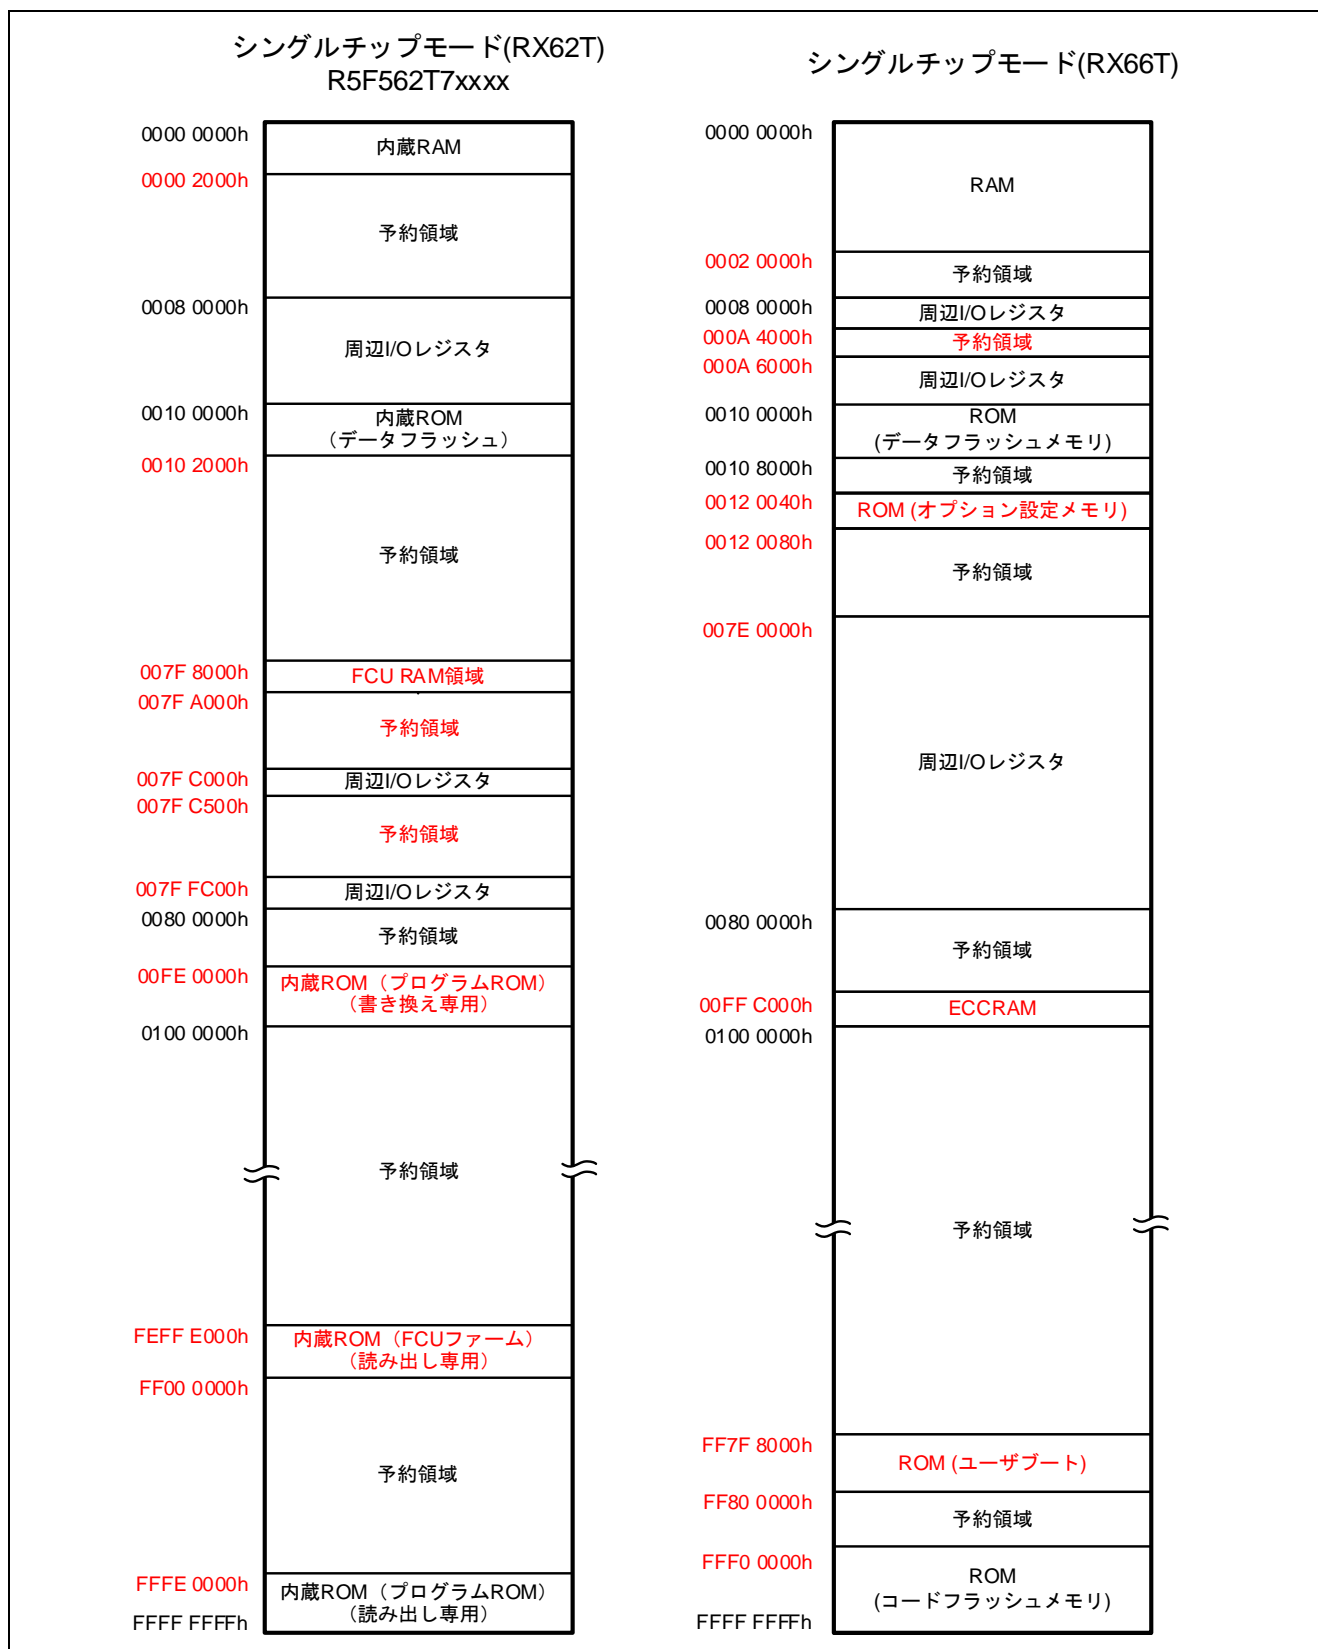 シングルチップモード(RX62T)
R5F562T7xxxx
0000 0000h
内蔵RAM
0000 2000h
予約領域
0008 0000h
周辺I/Oレジスタ
0010 0000h
内蔵ROM
（データフラッシュ）
0010 2000h
予約領域
007F 8000h
FCU RAM領域
007F A000h
予約領域
007F C000h
周辺I/Oレジスタ
007F C500h
予約領域
007F FC00h
周辺I/Oレジスタ
0080 0000h
予約領域
00FE 0000h
内蔵ROM（プログラムROM）
（書き換え専用）
0100 0000h
予約領域
FEFF E000h
内蔵ROM（FCUファーム）
（読み出し専用）
FF00 0000h
予約領域
FFFE 0000h
内蔵ROM（プログラムROM）
（読み出し専用）
FFFF FFFFh
シングルチップモード(RX66T)
0000 0000h
RAM
0002 0000h
予約領域
0008 0000h
周辺I/Oレジスタ
000A 4000h
予約領域
000A 6000h
周辺I/Oレジスタ
0010 0000h
ROM
(データフラッシュメモリ)
0010 8000h
予約領域
0012 0040h
ROM (オプション設定メモリ)
0012 0080h
予約領域
007E 0000h
周辺I/Oレジスタ
0080 0000h
予約領域
00FF C000h
ECCRAM
0100 0000h
予約領域
FF7F 8000h
ROM (ユーザブート)
FF80 0000h
予約領域
FFF0 0000h
ROM
(コードフラッシュメモリ)
FFFF FFFFh